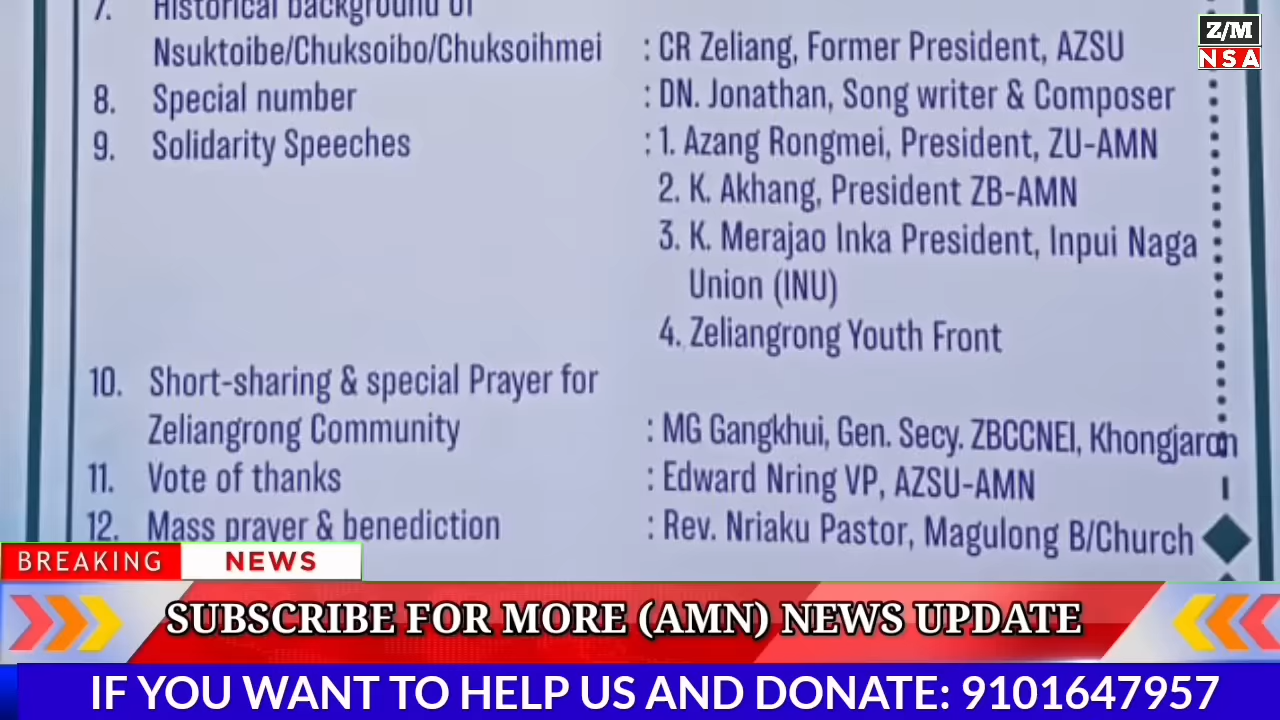 7. Historical background of
Nsuktoibe/Chuksoibo/Chuksoihmei : CR Zeliang, Former President, AZSU
8. Special number : DN. Jonathan, Song writer & Composer
9. Solidarity Speeches : 1. Azang Rongmei, President, ZU-AMN
2. K. Akhang, President ZB-AMN
3. K. Merajao Inka President, Inpui Naga
Union (INU)
4. Zeliangrong Youth Front
10. Short-sharing & special Prayer for
Zeliangrong Community : MG Gangkhui, Gen. Secy. ZBCCNEI, Khongjaron
11. Vote of thanks : Edward Nring VP, AZSU-AMN
12. Mass prayer & benediction : Rev. Nriaku Pastor, Magulong B/Church
Z/M
NSA
BREAKING NEWS
SUBSCRIBE FOR MORE (AMN) NEWS UPDATE
IF YOU WANT TO HELP US AND DONATE: 9101647957